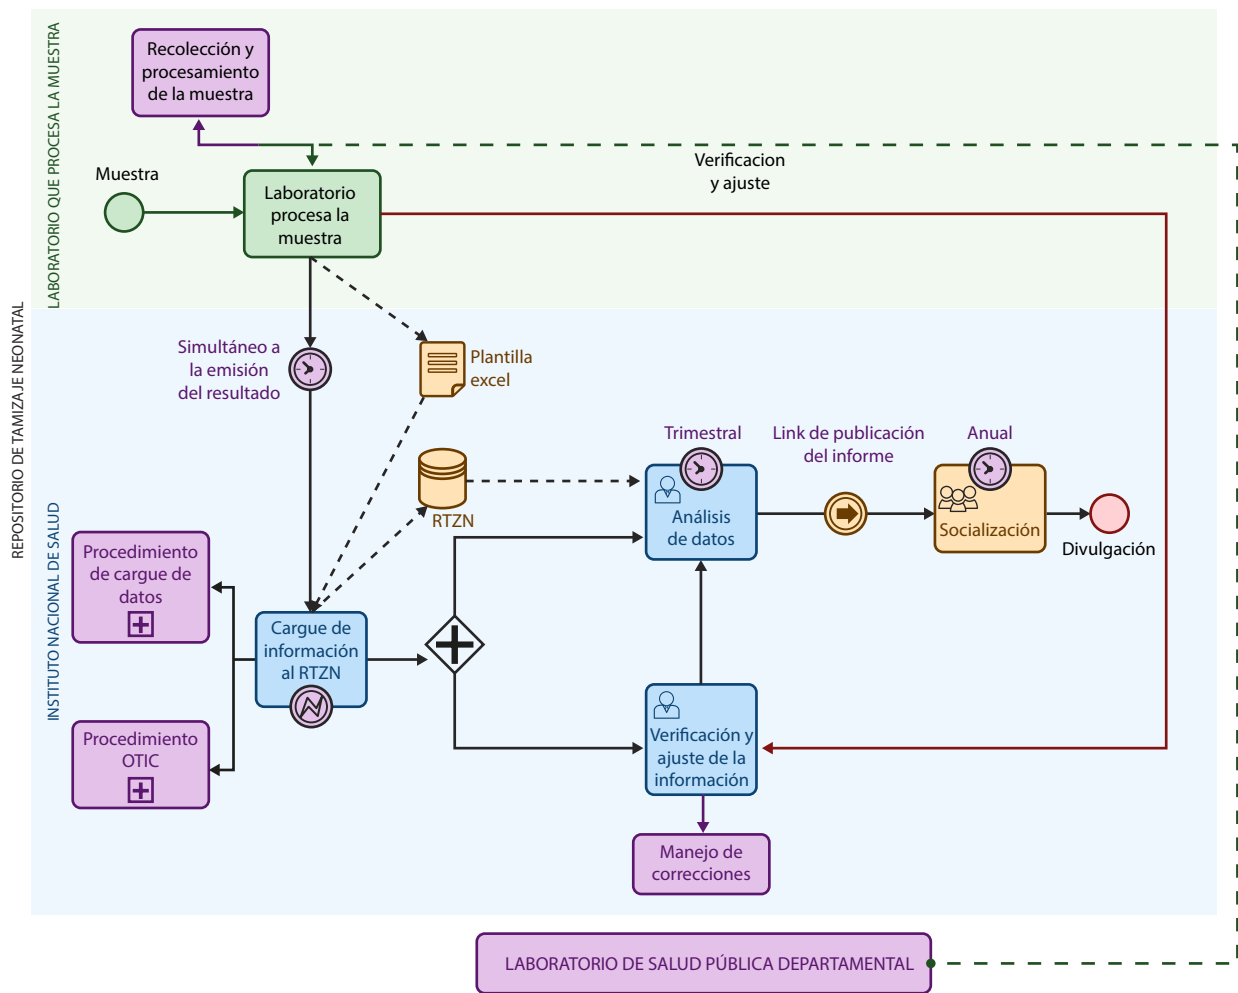 REPOSITORIO DE TAMIZAJE NEONATAL
LABORATORIO QUE PROCESA LA MUESTRA
Recolección y
procesamiento
de la muestra
Muestra
Laboratorio
procesa la
muestra
Verificacion
y ajuste
INSTITUTO NACIONAL DE SALUD
Simultáneo a
la emisión
del resultado
Plantilla
excel
RTZN
Trimestral
Análisis
de datos
Link de publicación
del informe
Anual
Socialización
Divulgación
Procedimiento
de cargue de
datos
Cargue de
información
al RTZN
Procedimiento
OTIC
Verificación y
ajuste de la
información
Manejo de
correcciones
LABORATORIO DE SALUD PÚBLICA DEPARTAMENTAL